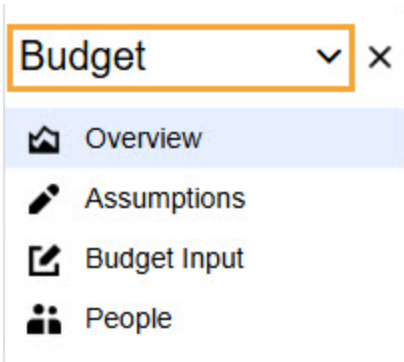 Budget
Overview
Assumptions
Budget Input
People